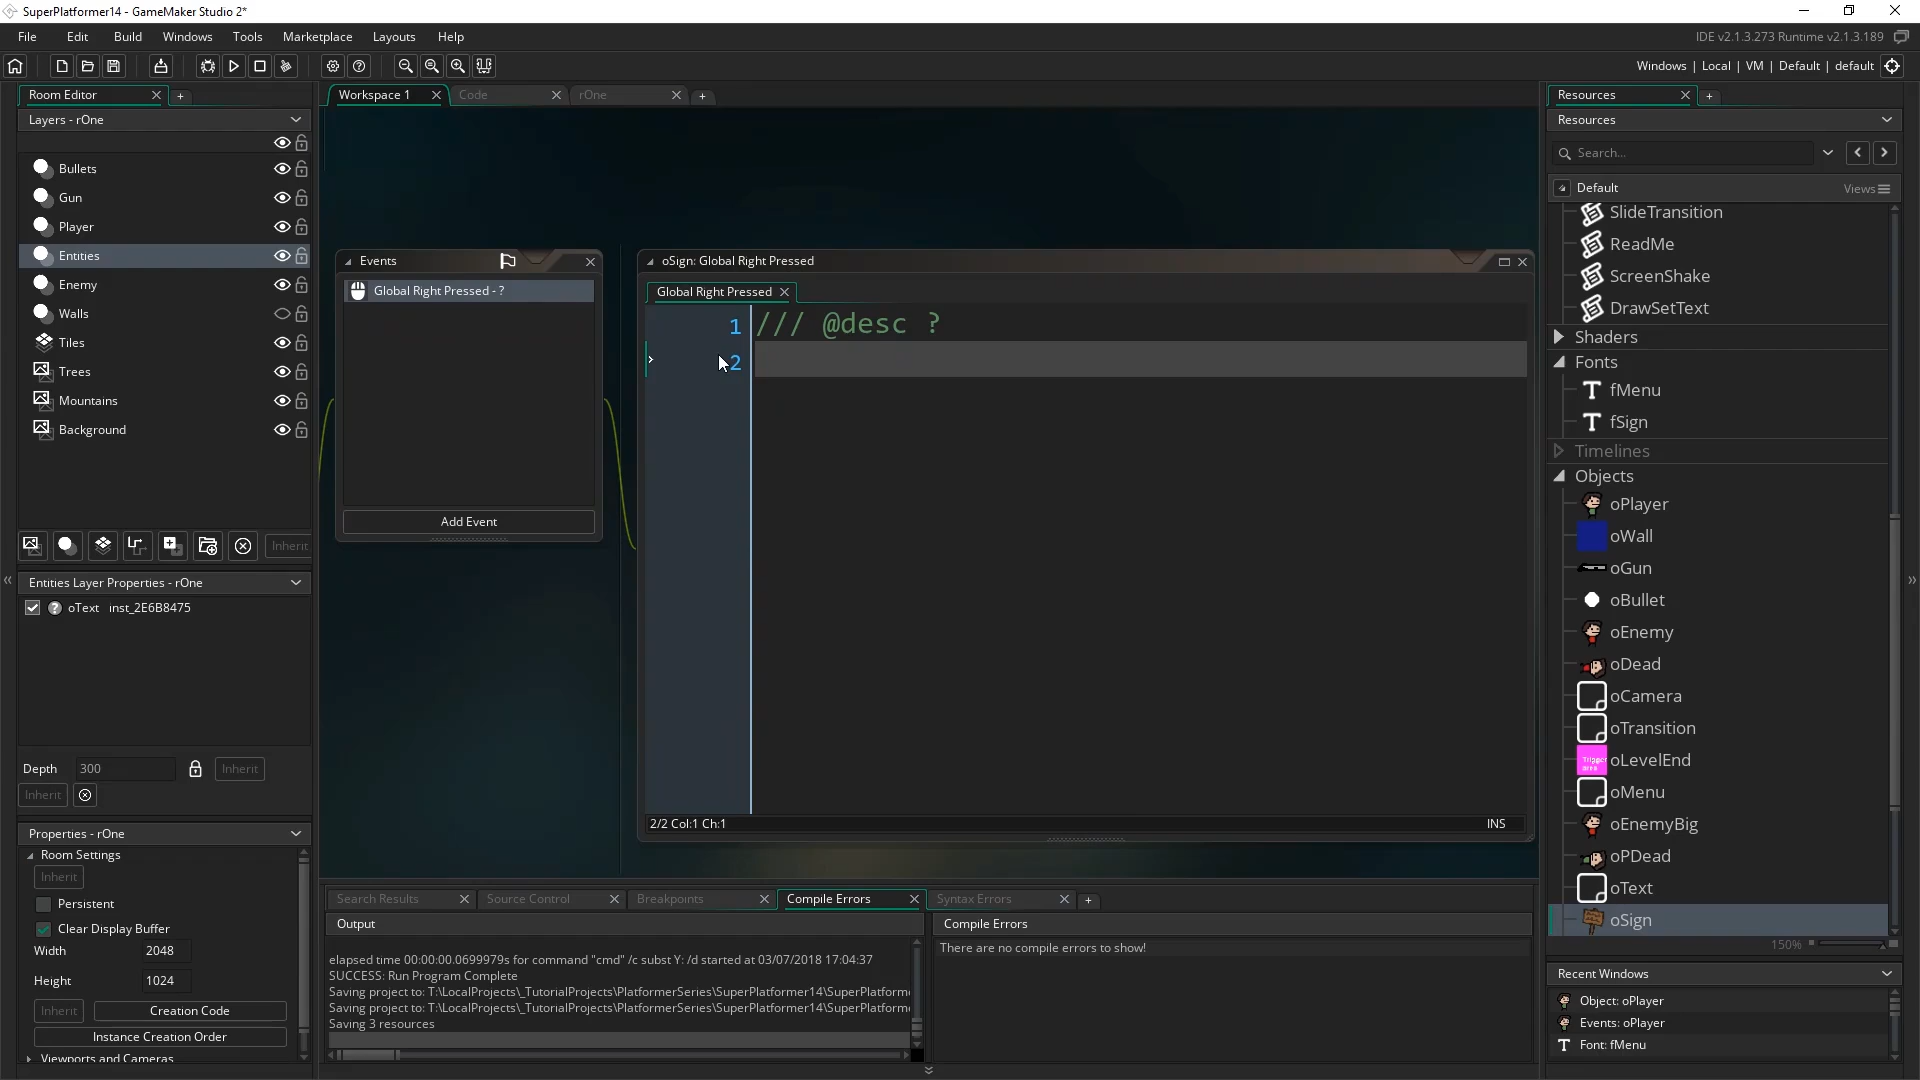 SuperPlatformer14 - GameMaker Studio 2*
File Edit Build Windows Tools Marketplace Layouts Help
IDE v2.1.3.273 Runtime v2.1.3.189
Windows | Local | VM | Default | default
Room Editor
Layers - rOne
Bullets
Gun
Player
Entities
Enemy
Walls
Tiles
Trees
Mountains
Background
Inherit
Entities Layer Properties - rOne
oText inst_2E6B8475
Depth 300 Inherit
Inherit
Properties - rOne
Room Settings
Inherit
Persistent
Clear Display Buffer
Width 2048
Height 1024
Inherit Creation Code
Instance Creation Order
Viewports and Cameras
Workspace 1 Code rOne
Events
Global Right Pressed - ?
Add Event
oSign: Global Right Pressed
Global Right Pressed
1 /// @desc ?
2
2/2 Col:1 Ch:1 INS
Search Results Source Control Breakpoints Compile Errors Syntax Errors
Output
elapsed time 00:00:00.0699979s for command "cmd" /c subst Y: /d started at 03/07/2018 17:04:37
SUCCESS: Run Program Complete
Saving project to: T:\LocalProjects\_TutorialProjects\PlatformerSeries\SuperPlatformer14\SuperPlatforme
Saving project to: T:\LocalProjects\_TutorialProjects\PlatformerSeries\SuperPlatformer14\SuperPlatforme
Saving 3 resources
Compile Errors
There are no compile errors to show!
Resources
Resources
Search...
Default Views
SlideTransition
ReadMe
ScreenShake
DrawSetText
Shaders
Fonts
fMenu
fSign
Timelines
Objects
oPlayer
oWall
oGun
oBullet
oEnemy
oDead
oCamera
oTransition
Trigger area
oLevelEnd
oMenu
oEnemyBig
oPDead
oText
oSign
150%
Recent Windows
Object: oPlayer
Events: oPlayer
Font: fMenu